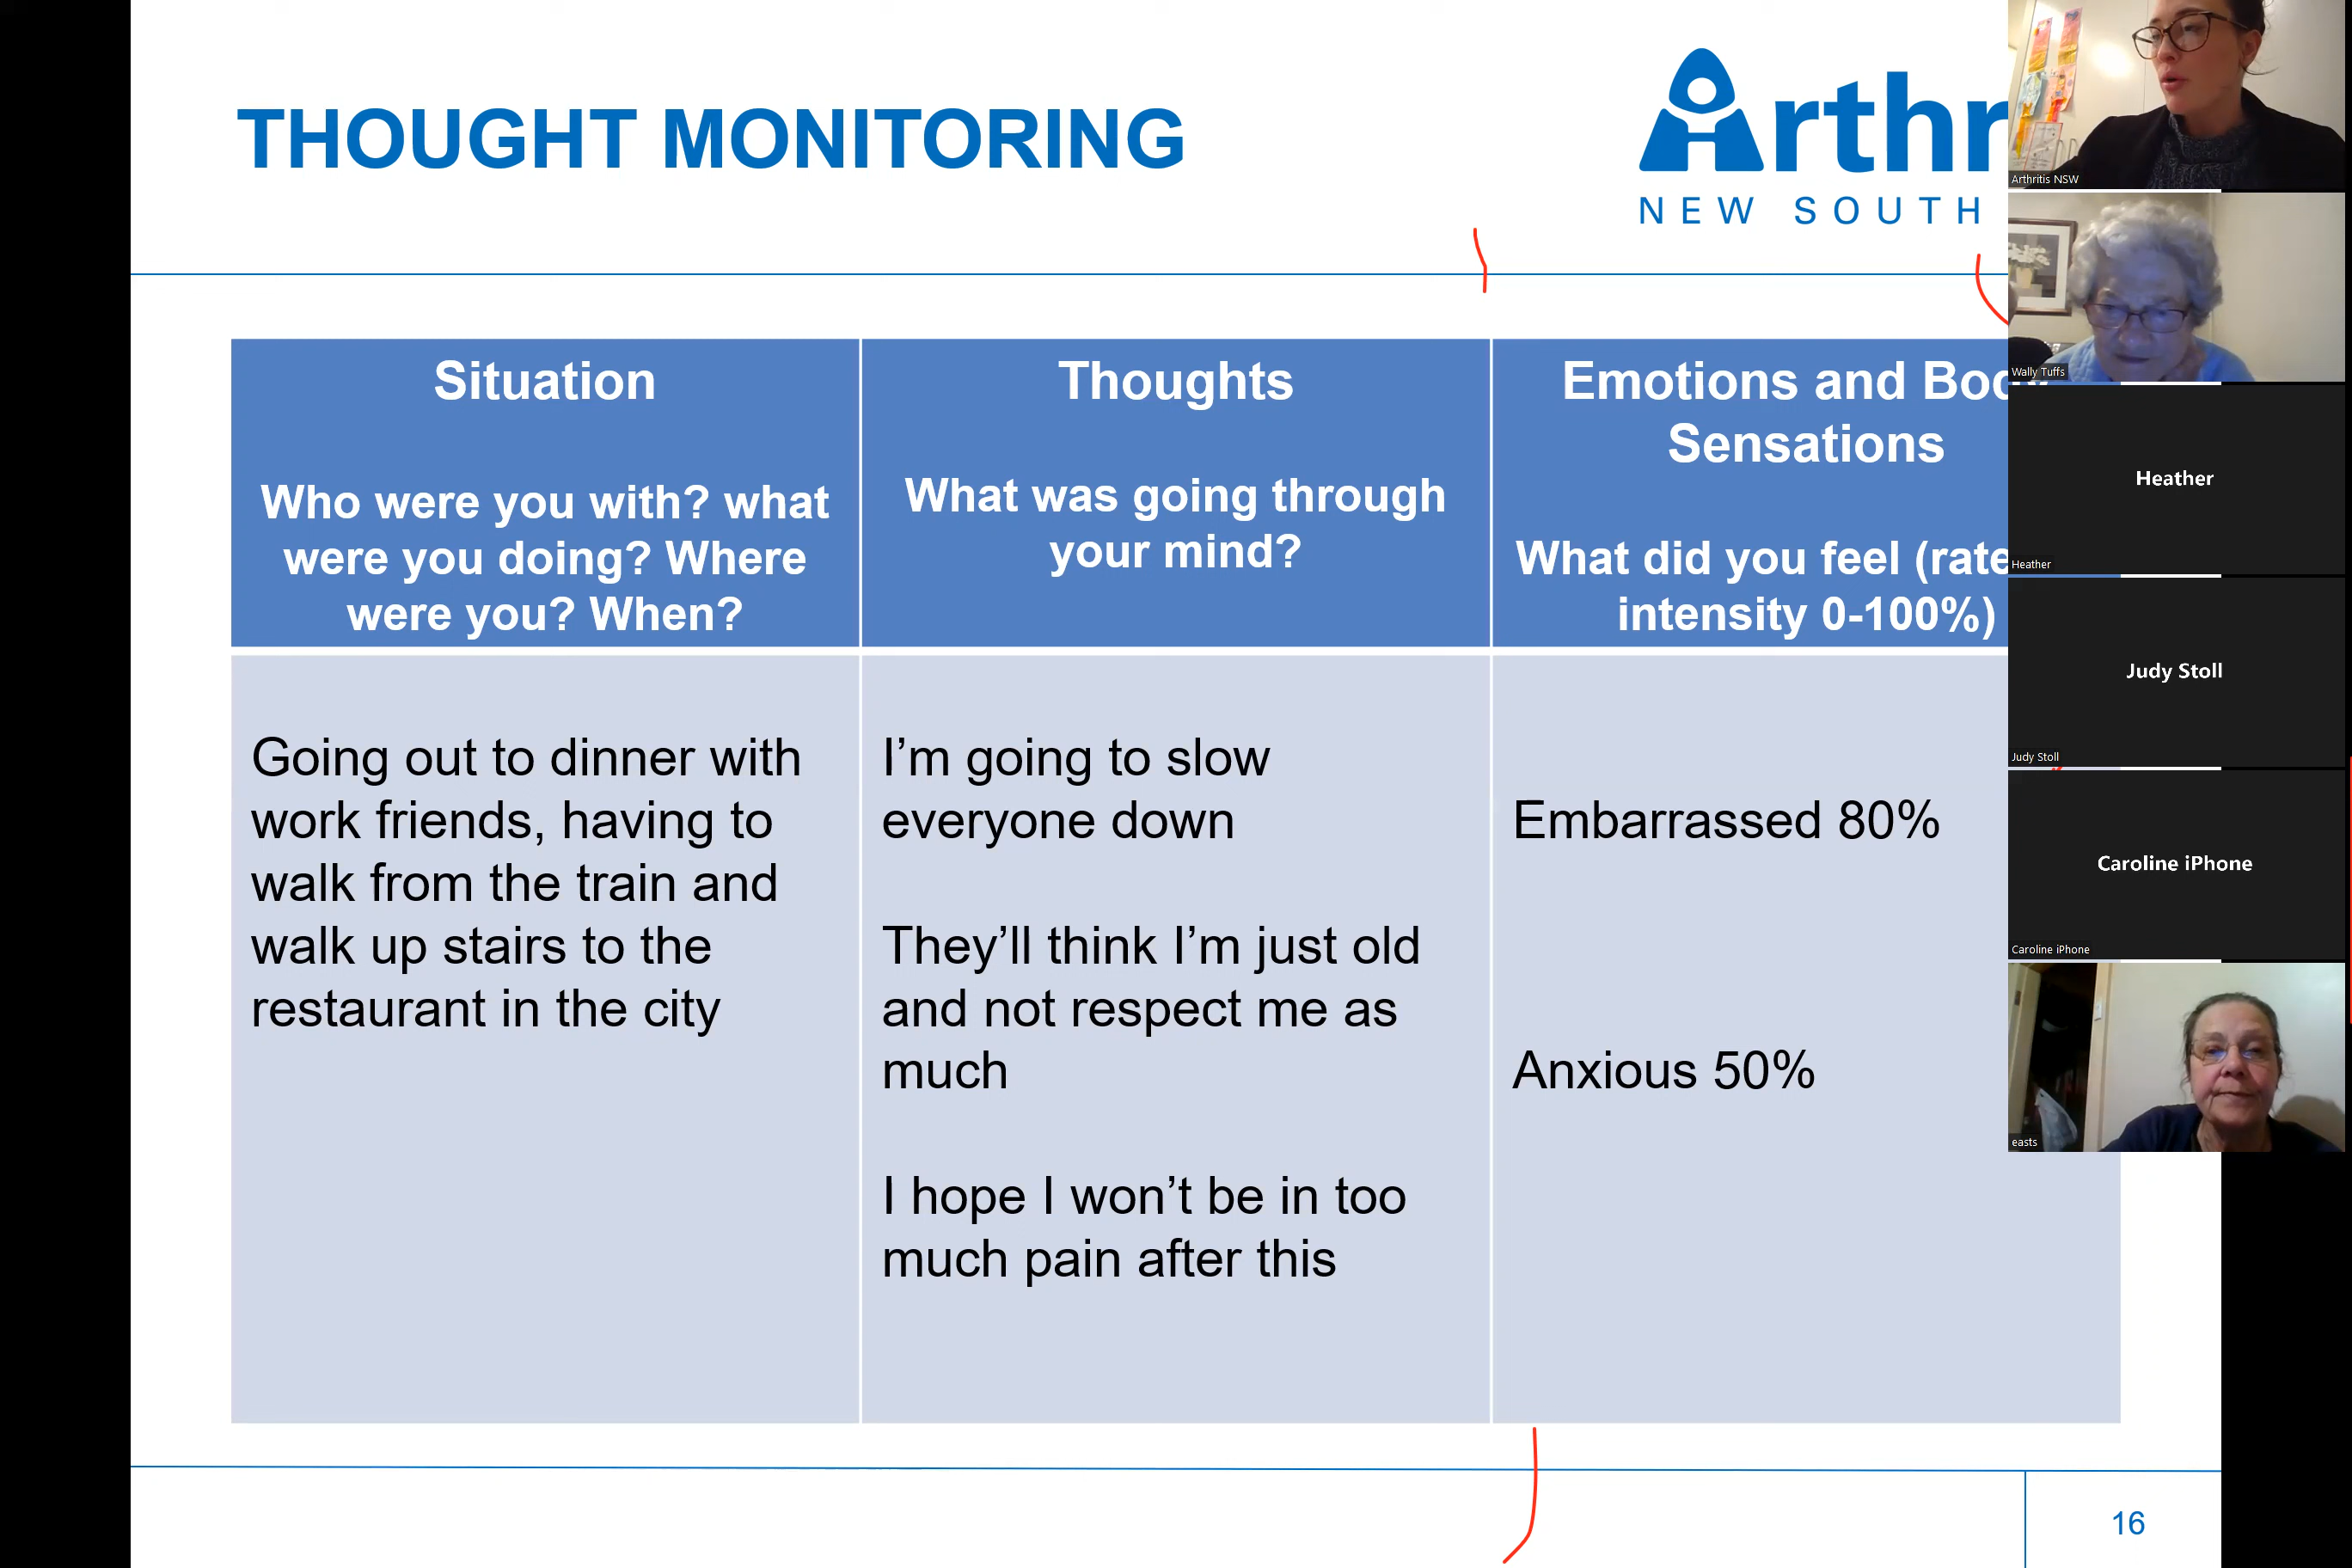 THOUGHT MONITORING
Arthr
NEW SOUTH
Situation
Who were you with? what
were you doing? Where
were you? When?
Thoughts
What was going through
your mind?
Emotions and Bod
Sensations
What did you feel (rate
intensity 0-100%)
Going out to dinner with
work friends, having to
walk from the train and
walk up stairs to the
restaurant in the city
I’m going to slow
everyone down
They’ll think I’m just old
and not respect me as
much
I hope I won’t be in too
much pain after this
Embarrassed 80%
Anxious 50%
16
Arthritis NSW
Wally Tuffs
Heather
Heather
Judy Stoll
Judy Stoll
Caroline iPhone
Caroline iPhone
easts